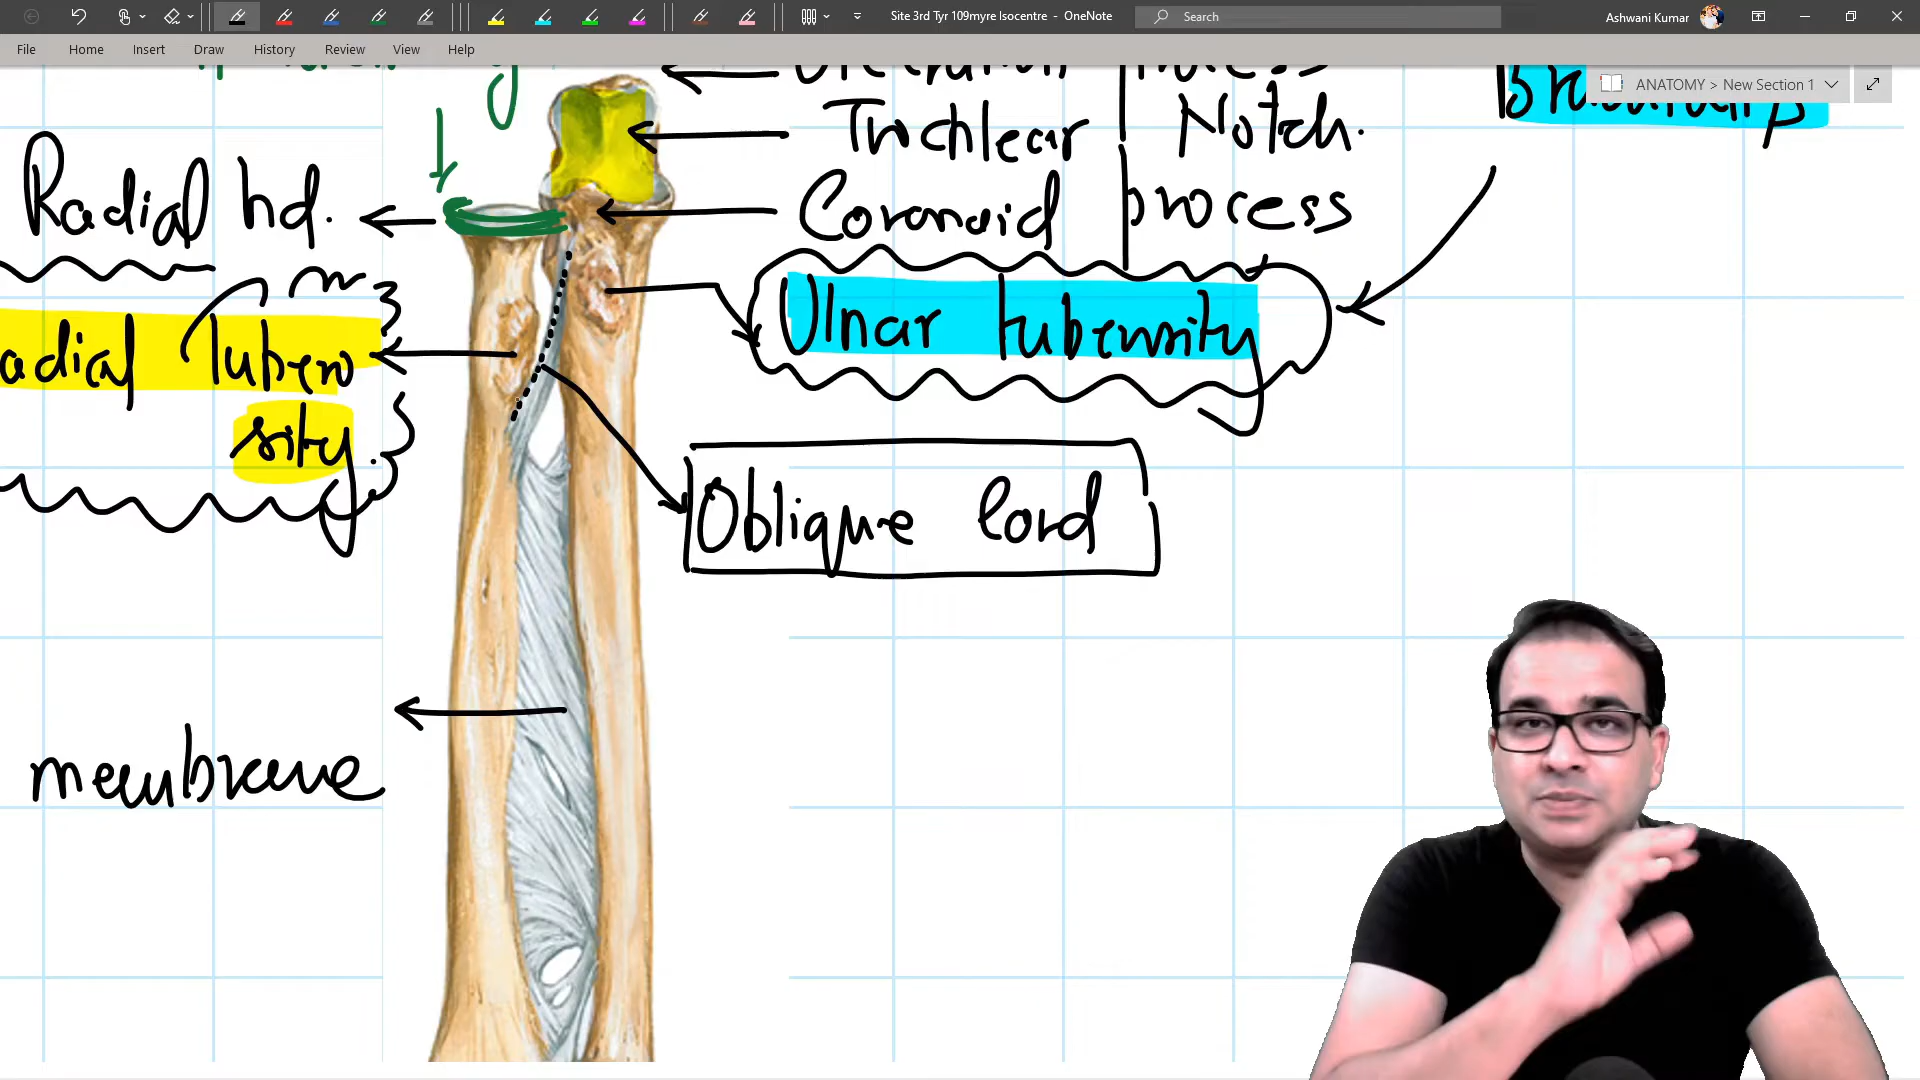 Site 3rd Tyr 109myre Isocentre - OneNote
Search
Ashwani Kumar
File Home Insert Draw History Review View Help
ANATOMY > New Section 1
Trochlear Notch.
Radial hd.
Coronoid process
Ulnar tuberosity
adial Tubero
sity.
Oblique Cord
membrane